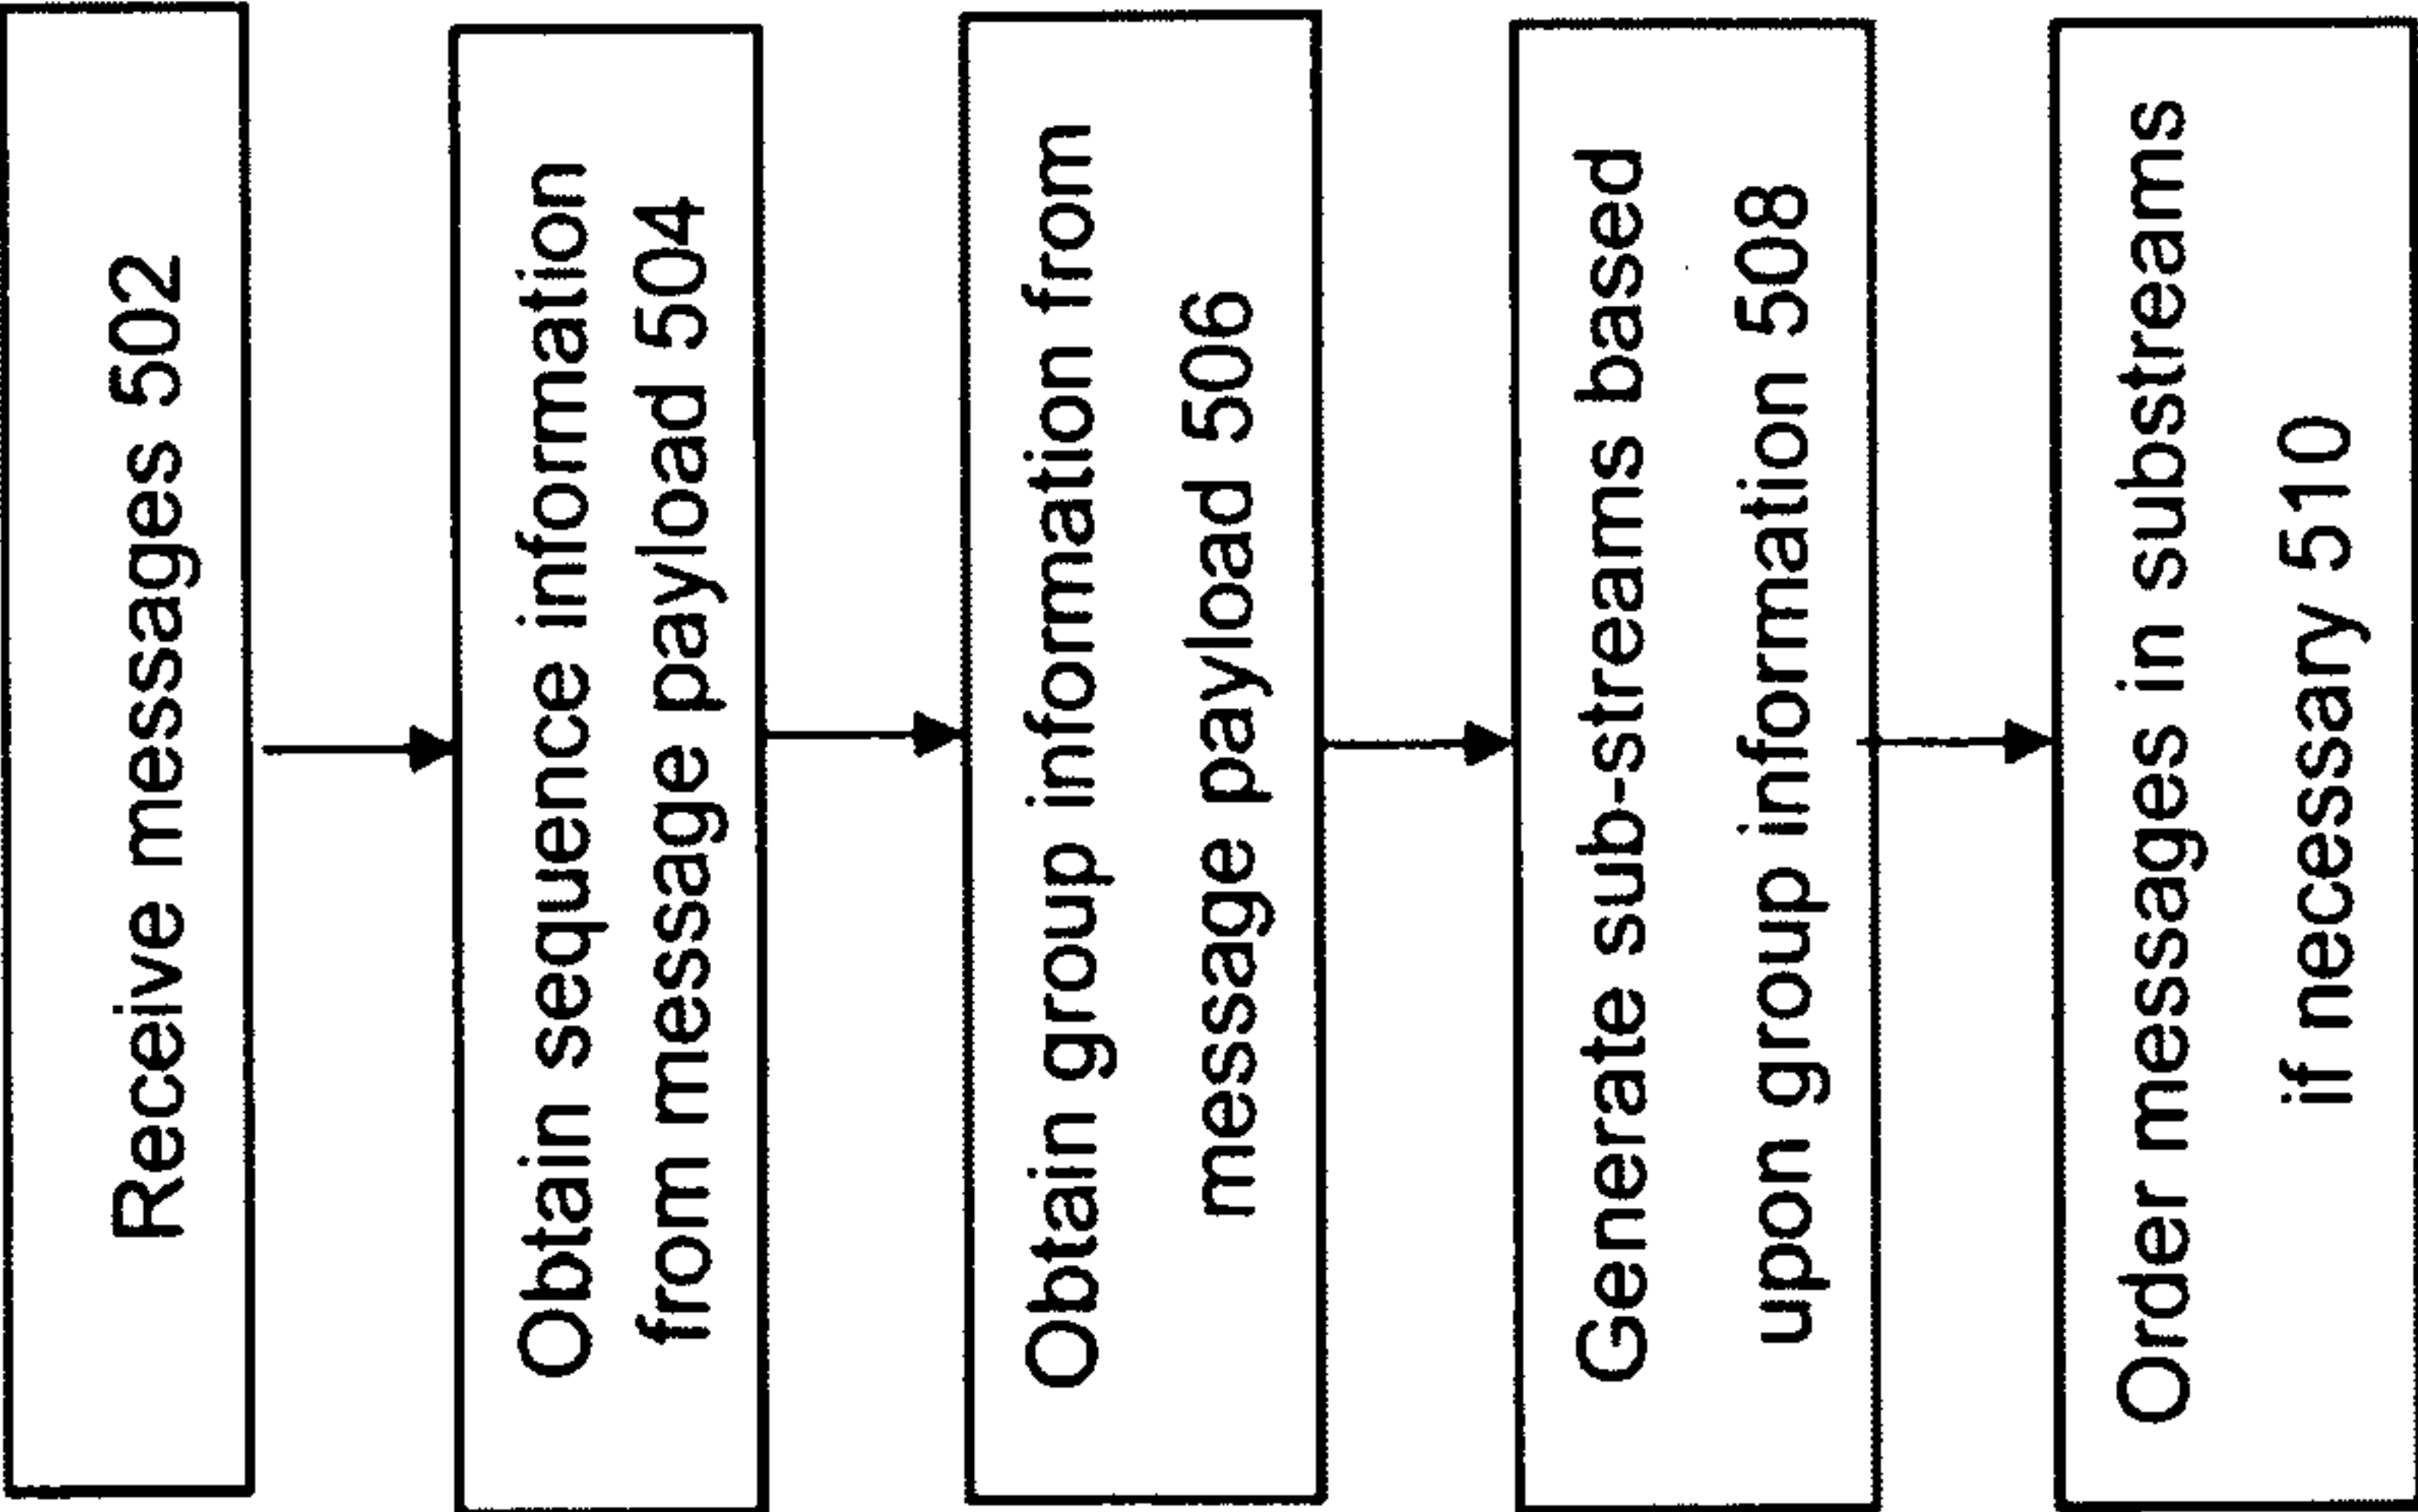 Receive messages 502
Obtain sequence information
from message payload 504
Obtain group information from
message payload 506
Generate sub-streams based
upon group information 508
Order messages in substreams
if necessary 510